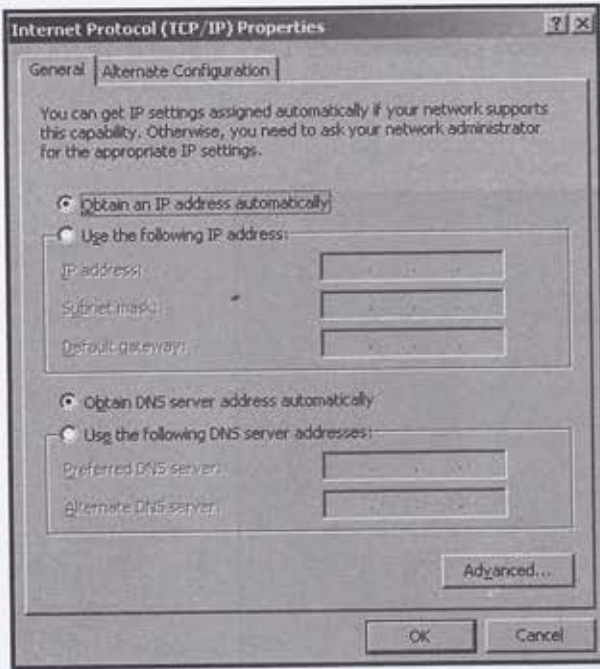 Internet Protocol (TCP/IP) Properties
General
Alternate Configuration
You can get IP settings assigned automatically if your network supports
this capability. Otherwise, you need to ask your network administrator
for the appropriate IP settings.
Obtain an IP address automatically
Use the following IP address:
IP address:
Subnet mask:
Default gateway:
Obtain DNS server address automatically
Use the following DNS server addresses:
Preferred DNS server:
Alternate DNS server:
Advanced...
OK
Cancel